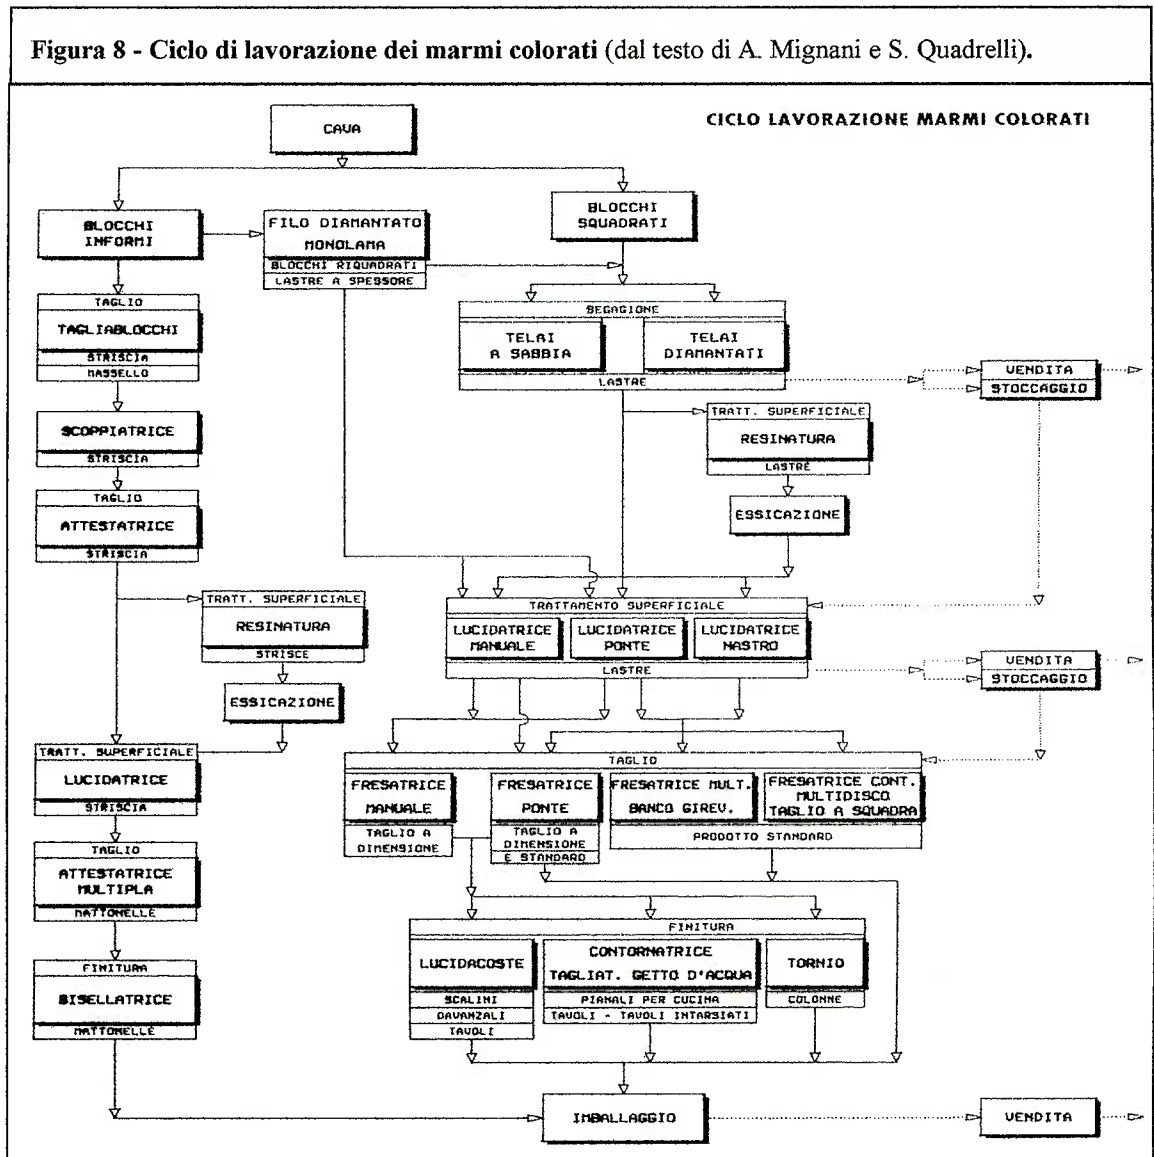 Figura 8 - Ciclo di lavorazione dei marmi colorati (dal testo di A. Mignani e S. Quadrelli).
CICLO LAVORAZIONE MARMI COLORATI
CAVA
BLOCCHI
INFORMI
FILO DIAMANTATO
MONOLAMA
BLOCCHI RIQUADRATI
LASTRE A SPESSORE
BLOCCHI
SQUADRATI
TAGLIO
TAGLIABLOCCHI
STRISCIA
MASSELLO
SEGAGIONE
TELAI
A SABBIA
TELAI
DIAMANTATI
LASTRE
VENDITA
STOCCAGGIO
SCOPPIATRICE
STRISCIA
TRATT. SUPERFICIALE
RESINATURA
LASTRE
ESSICAZIONE
TAGLIO
ATTESTATRICE
STRISCIA
TRATT. SUPERFICIALE
RESINATURA
STRISCE
ESSICAZIONE
TRATTAMENTO SUPERFICIALE
LUCIDATRICE
MANUALE
LUCIDATRICE
PONTE
LUCIDATRICE
NASTRO
LASTRE
VENDITA
STOCCAGGIO
TRATT. SUPERFICIALE
LUCIDATRICE
STRISCIA
TAGLIO
FRESATRICE
MANUALE
TAGLIO A
DIMENSIONE
FRESATRICE
PONTE
TAGLIO A
DIMENSIONE
E STANDARD
FRESATRICE MULT.
BANCO GIREV.
FRESATRICE CONT.
MULTIDISCO
TAGLIO A SQUADRA
PRODOTTO STANDARD
TAGLIO
ATTESTATRICE
MULTIPLA
MATTONELLE
FINITURA
LUCIDACOSTE
SCALINI
DAVANZALI
TAVOLI
CONTORNATRICE
TAGLIAT. GETTO D'ACQUA
PIANALI PER CUCINA
TAVOLI - TAVOLI INTARSIATI
TORNIO
COLONNE
FINITURA
BISELLATRICE
MATTONELLE
IMBALLAGGIO
VENDITA